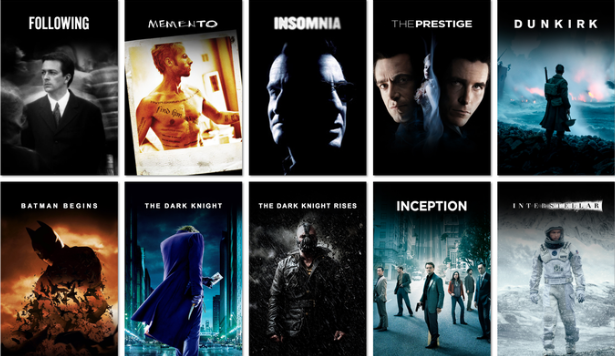 FOLLOWING
MEMENTO
INSOMNIA
THE PRESTIGE
DUNKIRK
BATMAN BEGINS
THE DARK KNIGHT
THE DARK KNIGHT RISES
INCEPTION
INTERSTELLAR